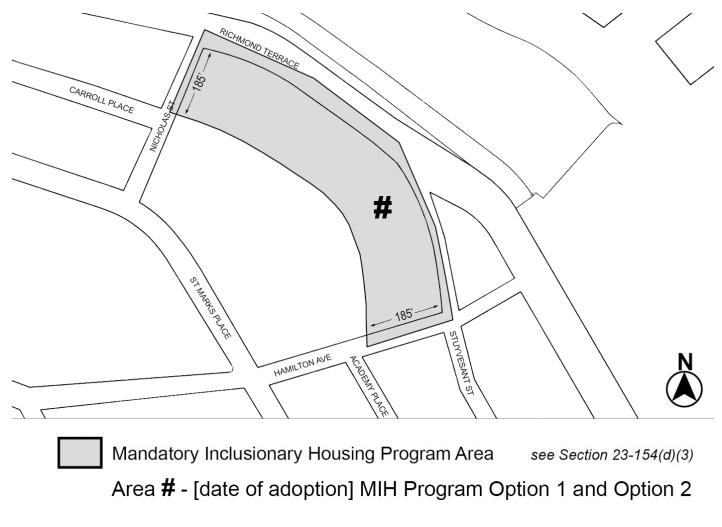 RICHMOND TERRACE
185'
CARROLL PLACE
NICHOLAS ST
#
ST MARKS PLACE
185'
HAMILTON AVE
ACADEMY PLACE
STUYVESANT ST
N
Mandatory Inclusionary Housing Program Area see Section 23-154(d)(3)
Area # - [date of adoption] MIH Program Option 1 and Option 2